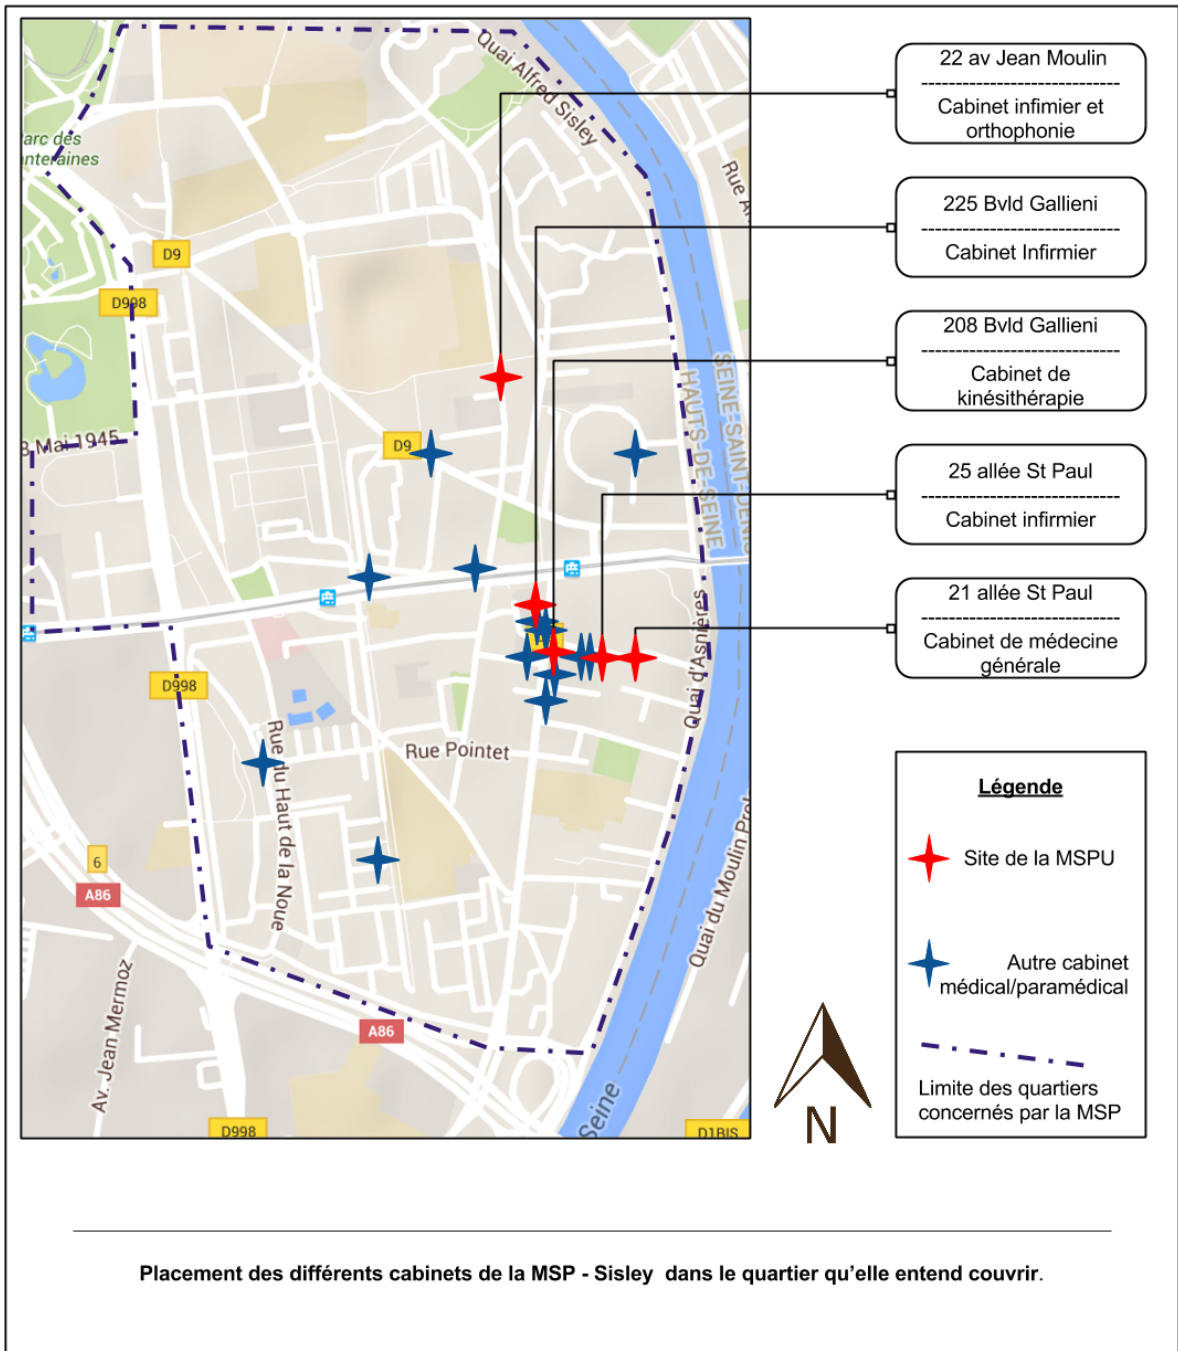 22 av Jean Moulin
------------------------------
Cabinet infimier et
orthophonie
225 Bvld Gallieni
------------------------------
Cabinet Infirmier
208 Bvld Gallieni
------------------------------
Cabinet de
kinésithérapie
25 allée St Paul
------------------------------
Cabinet infirmier
21 allée St Paul
------------------------------
Cabinet de médecine
générale
Légende
Site de la MSPU
Autre cabinet
médical/paramédical
Limite des quartiers
concernés par la MSP
N
Quai Alfred Sisley
arc des
anteraines
Rue
D9
D998
8 Mai 1945
D9
SEINE-SAINT-DENIS
HAUTS-DE-SEINE
Quai d'Asnières
D998
Rue Pointet
Rue du Haut de la Noue
6
A86
Quai du Moulin
Av. Jean Mermoz
A86
Seine
D998
D1BIS
Placement des différents cabinets de la MSP - Sisley dans le quartier qu'elle entend couvrir.